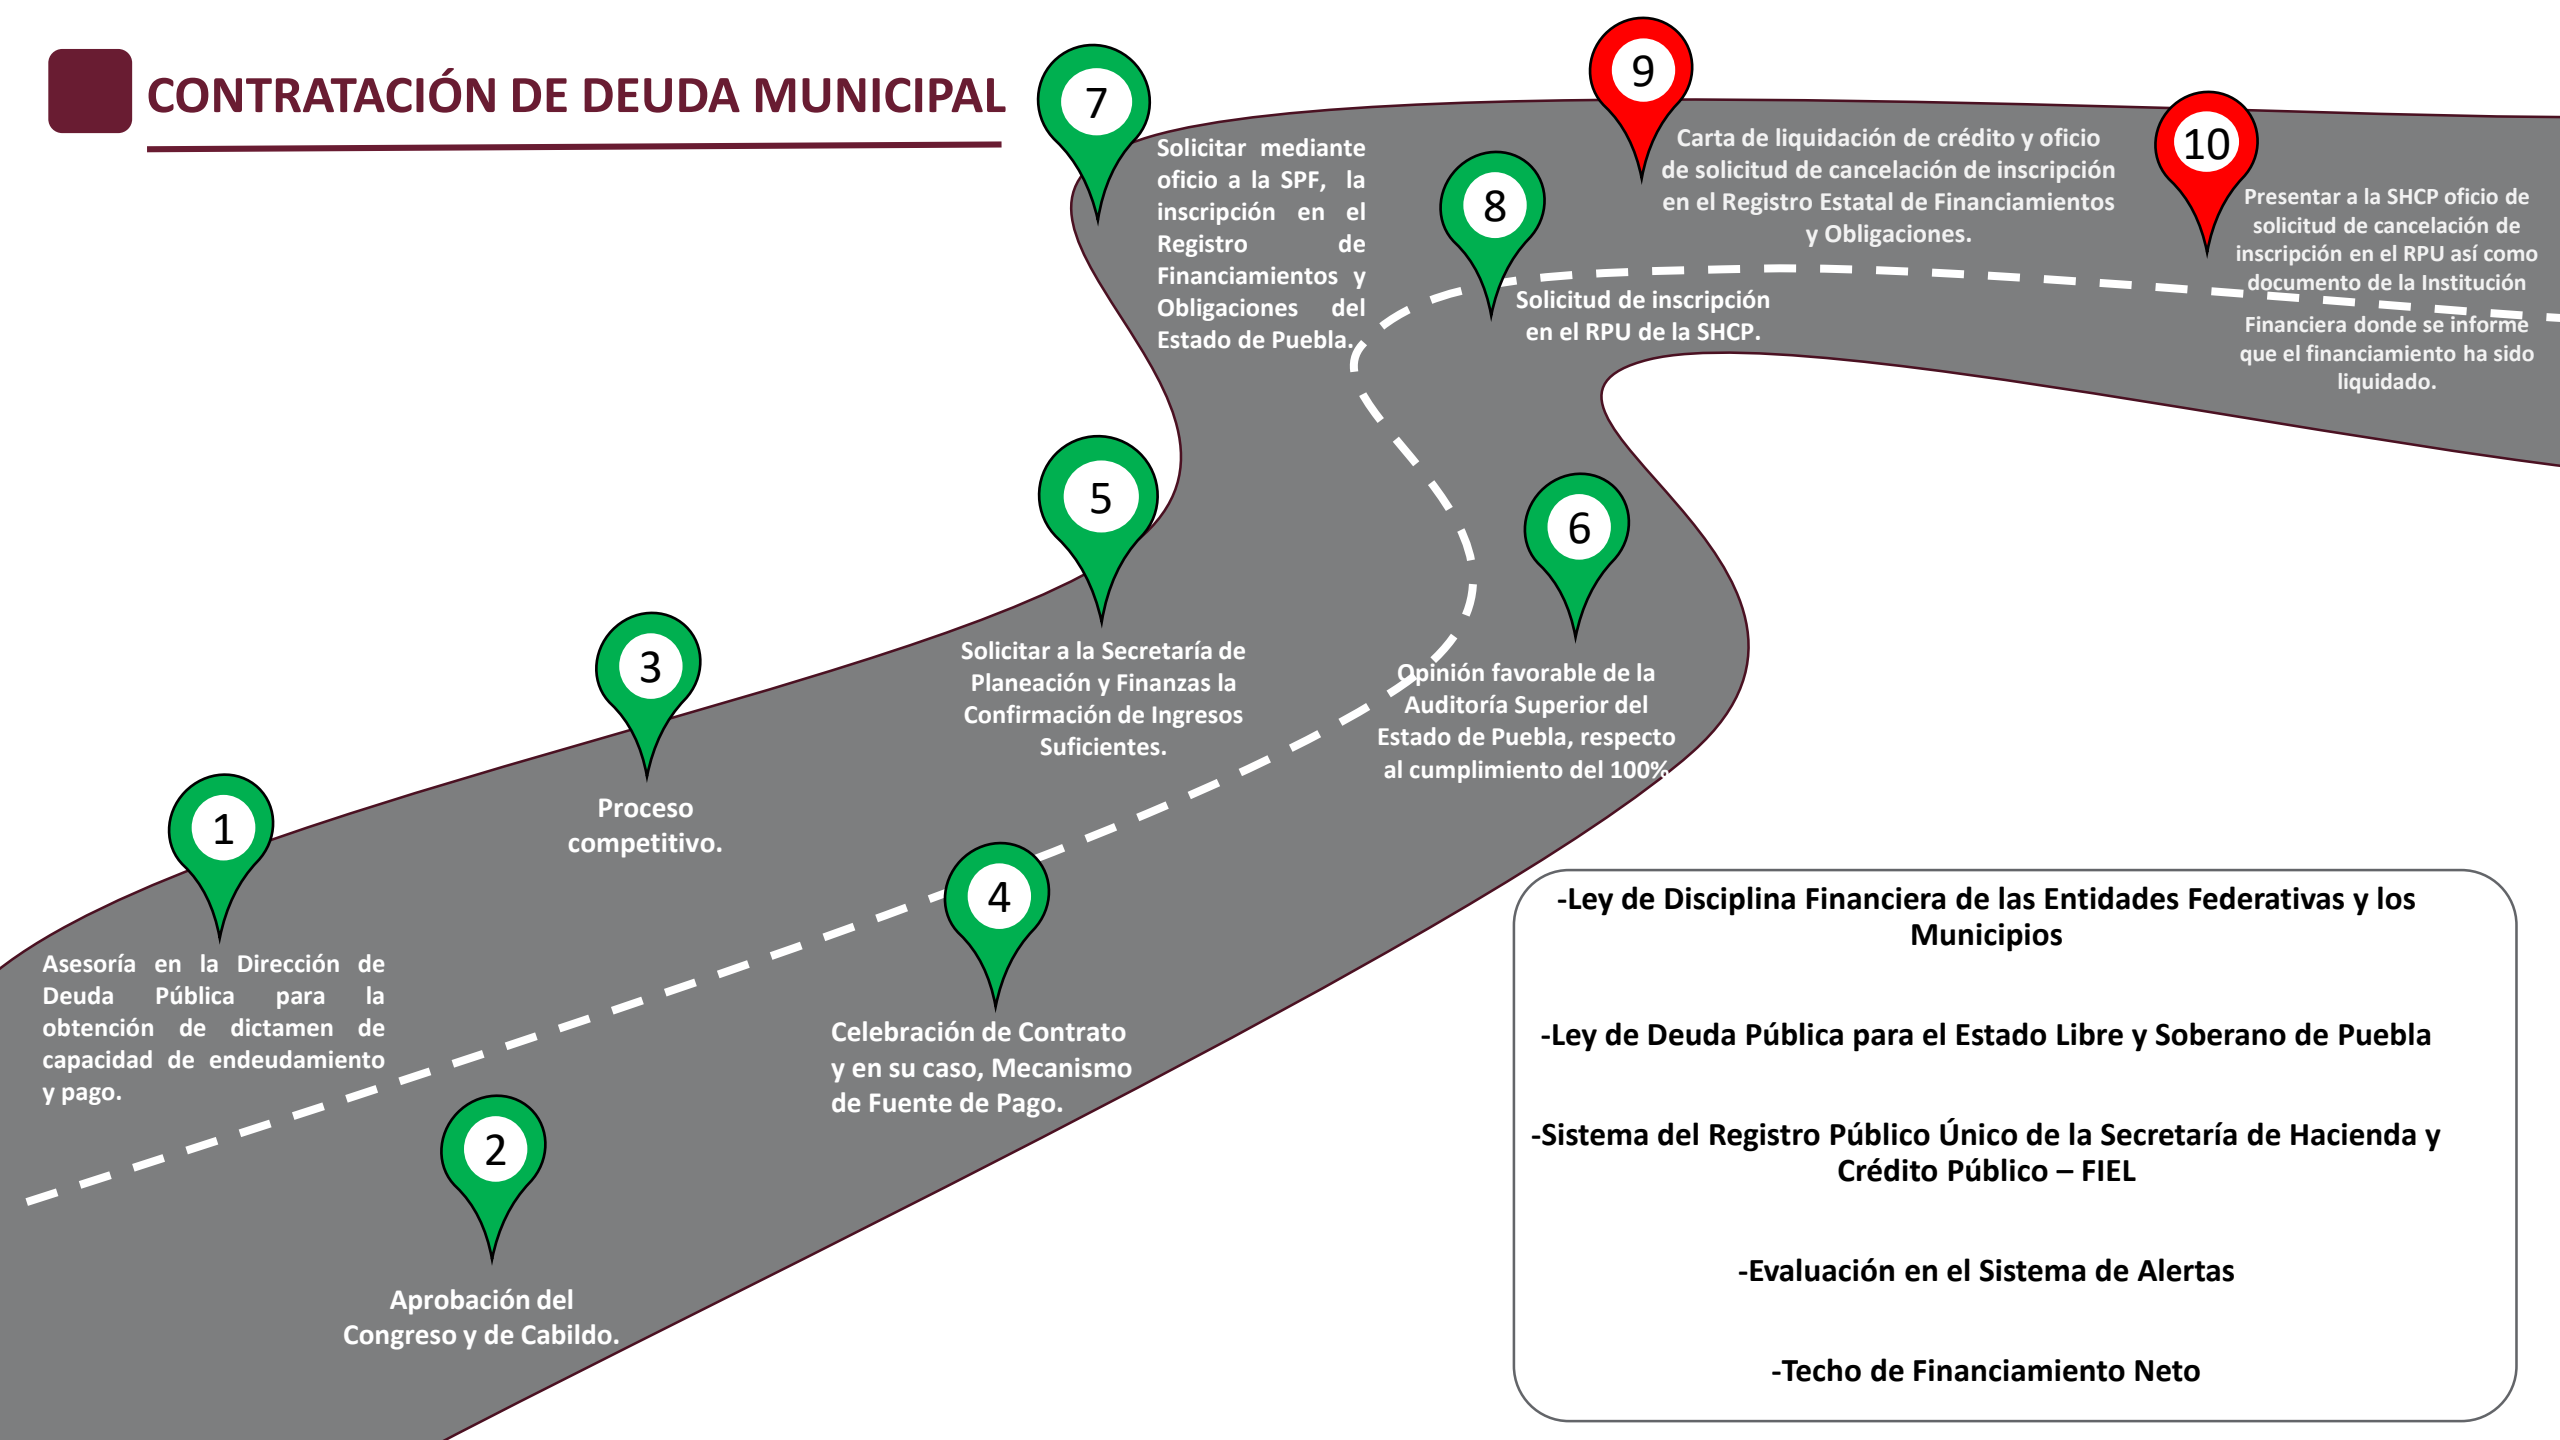 CONTRATACIÓN DE DEUDA MUNICIPAL
1
Asesoría en la Dirección de
Deuda Pública para la
obtención de dictamen de
capacidad de endeudamiento
y pago.
2
Aprobación del
Congreso y de Cabildo.
3
Proceso
competitivo.
4
Celebración de Contrato
y en su caso, Mecanismo
de Fuente de Pago.
5
Solicitar a la Secretaría de
Planeación y Finanzas la
Confirmación de Ingresos
Suficientes.
6
Opinión favorable de la
Auditoría Superior del
Estado de Puebla, respecto
al cumplimiento del 100%
7
Solicitar mediante
oficio a la SPF, la
inscripción en el
Registro de
Financiamientos y
Obligaciones del
Estado de Puebla.
8
Solicitud de inscripción
en el RPU de la SHCP.
9
Carta de liquidación de crédito y oficio
de solicitud de cancelación de inscripción
en el Registro Estatal de Financiamientos
y Obligaciones.
10
Presentar a la SHCP oficio de
solicitud de cancelación de
inscripción en el RPU así como
documento de la Institución
Financiera donde se informe
que el financiamiento ha sido
liquidado.
-Ley de Disciplina Financiera de las Entidades Federativas y los
Municipios
-Ley de Deuda Pública para el Estado Libre y Soberano de Puebla
-Sistema del Registro Público Único de la Secretaría de Hacienda y
Crédito Público – FIEL
-Evaluación en el Sistema de Alertas
-Techo de Financiamiento Neto